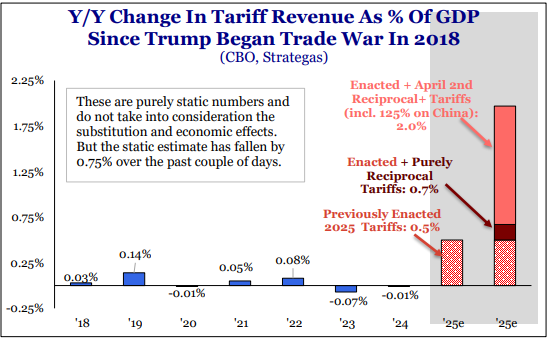 Y/Y Change In Tariff Revenue As % Of GDP
Since Trump Began Trade War In 2018
(CBO, Strategas)
2.25%
1.75%
1.25%
0.75%
0.25%
-0.25%
These are purely static numbers and
do not take into consideration the
substitution and economic effects.
But the static estimate has fallen by
0.75% over the past couple of days.
Enacted + April 2nd
Reciprocal+ Tariffs
(incl. 125% on China):
2.0%
Enacted + Purely
Reciprocal
Tariffs: 0.7%
Previously Enacted
2025 Tariffs: 0.5%
0.03%
0.14%
-0.01%
0.05%
0.08%
-0.07%
-0.01%
'18
'19
'20
'21
'22
'23
'24
'25e
'25e